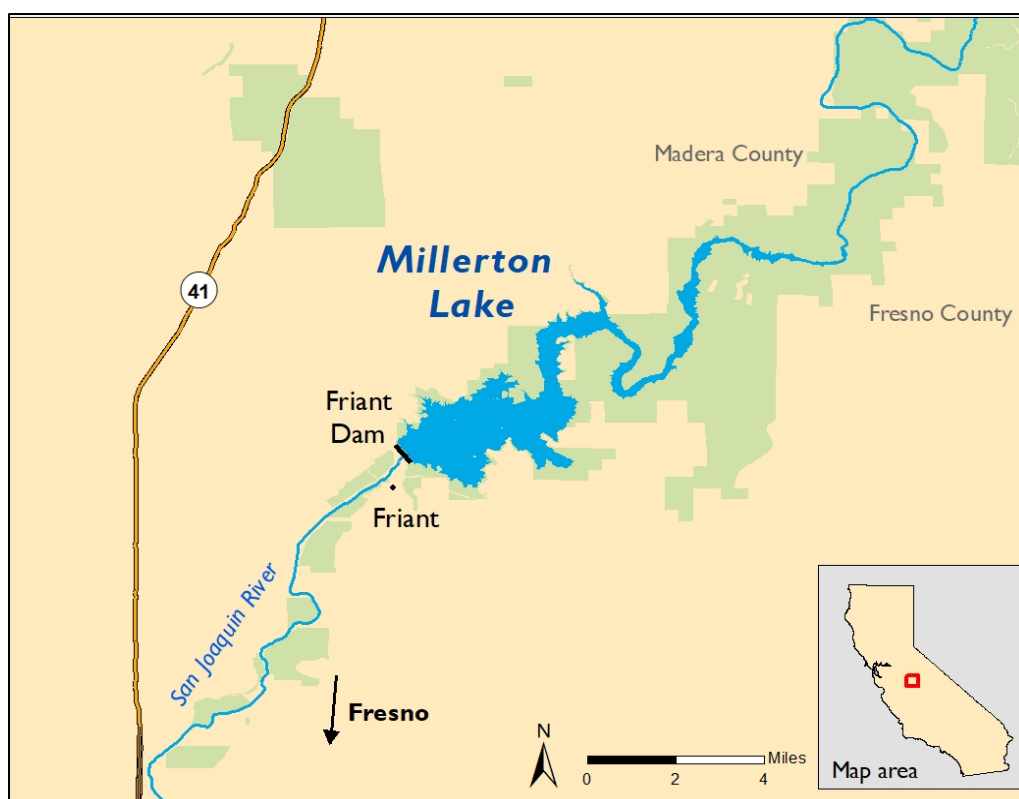 Madera County
Millerton
Lake
41
Fresno County
Friant
Dam
Friant
San Joaquin River
Fresno
N
Miles
0 2 4
Map area